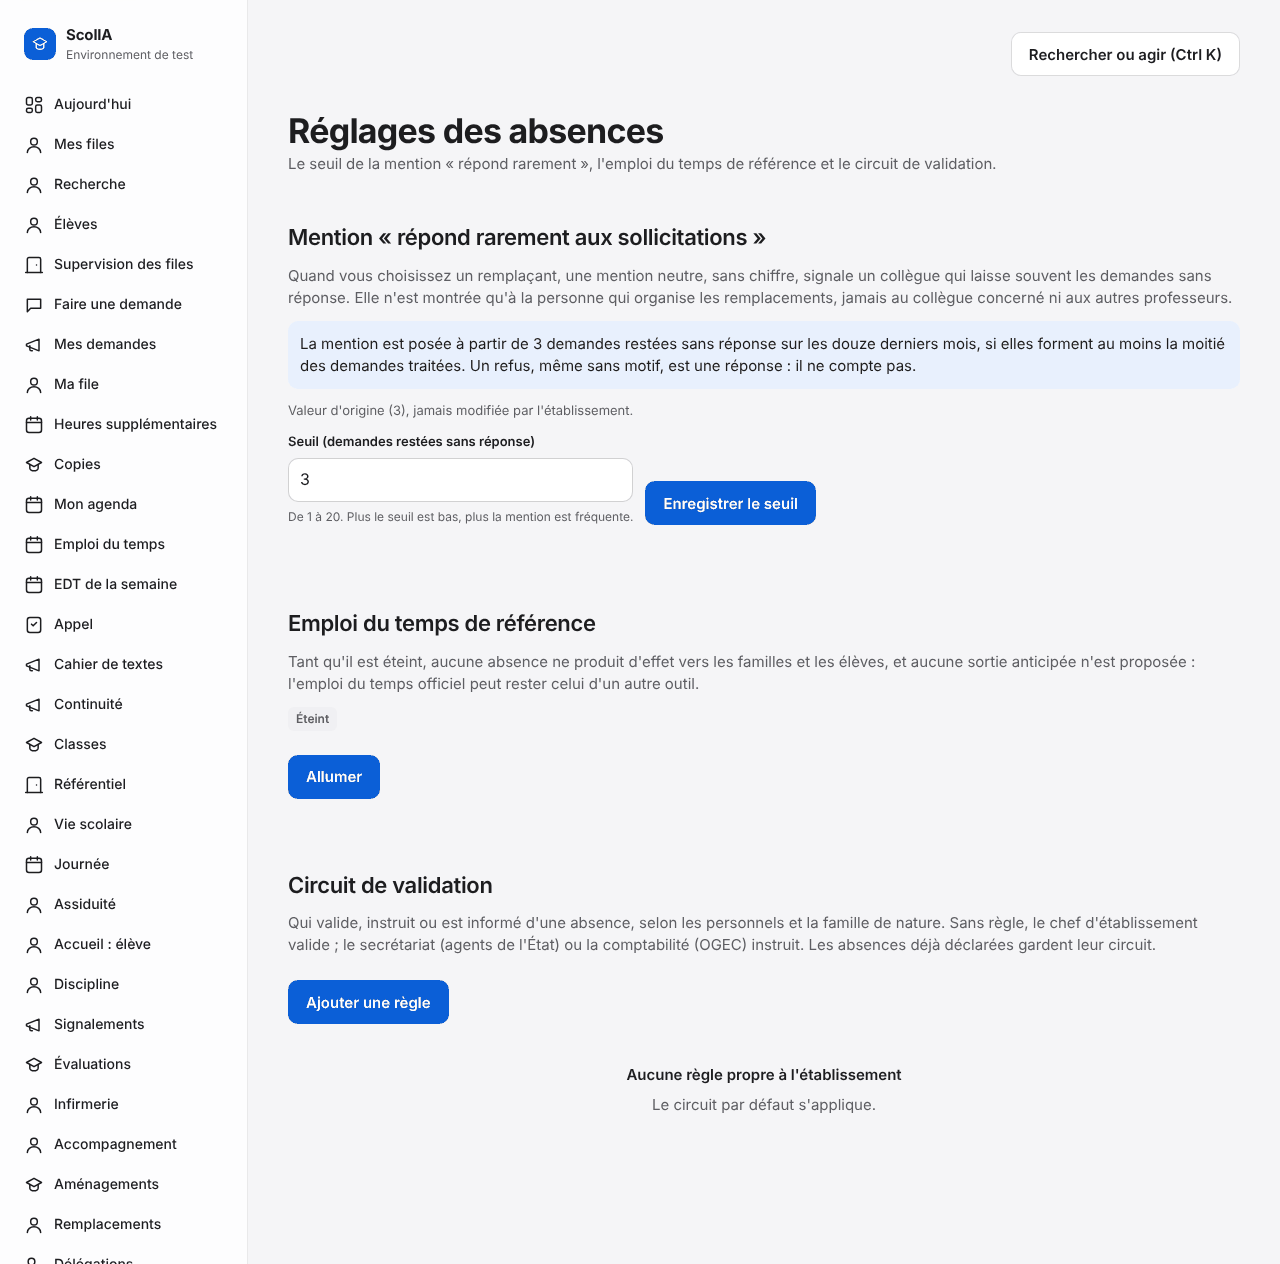 ScolIA
Environnement de test
Aujourd'hui
Mes files
Recherche
Élèves
Supervision des files
Faire une demande
Mes demandes
Ma file
Heures supplémentaires
Copies
Mon agenda
Emploi du temps
EDT de la semaine
Appel
Cahier de textes
Continuité
Classes
Référentiel
Vie scolaire
Journée
Assiduité
Accueil : élève
Discipline
Signalements
Évaluations
Infirmerie
Accompagnement
Aménagements
Remplacements
Délégations
Rechercher ou agir (Ctrl K)
Réglages des absences
Le seuil de la mention « répond rarement », l'emploi du temps de référence et le circuit de validation.
Mention « répond rarement aux sollicitations »
Quand vous choisissez un remplaçant, une mention neutre, sans chiffre, signale un collègue qui laisse souvent les demandes sans
réponse. Elle n'est montrée qu'à la personne qui organise les remplacements, jamais au collègue concerné ni aux autres professeurs.
La mention est posée à partir de 3 demandes restées sans réponse sur les douze derniers mois, si elles forment au moins la moitié
des demandes traitées. Un refus, même sans motif, est une réponse : il ne compte pas.
Valeur d'origine (3), jamais modifiée par l'établissement.
Seuil (demandes restées sans réponse)
3
De 1 à 20. Plus le seuil est bas, plus la mention est fréquente.
Enregistrer le seuil
Emploi du temps de référence
Tant qu'il est éteint, aucune absence ne produit d'effet vers les familles et les élèves, et aucune sortie anticipée n'est proposée :
l'emploi du temps officiel peut rester celui d'un autre outil.
Éteint
Allumer
Circuit de validation
Qui valide, instruit ou est informé d'une absence, selon les personnels et la famille de nature. Sans règle, le chef d'établissement
valide ; le secrétariat (agents de l'État) ou la comptabilité (OGEC) instruit. Les absences déjà déclarées gardent leur circuit.
Ajouter une règle
Aucune règle propre à l'établissement
Le circuit par défaut s'applique.